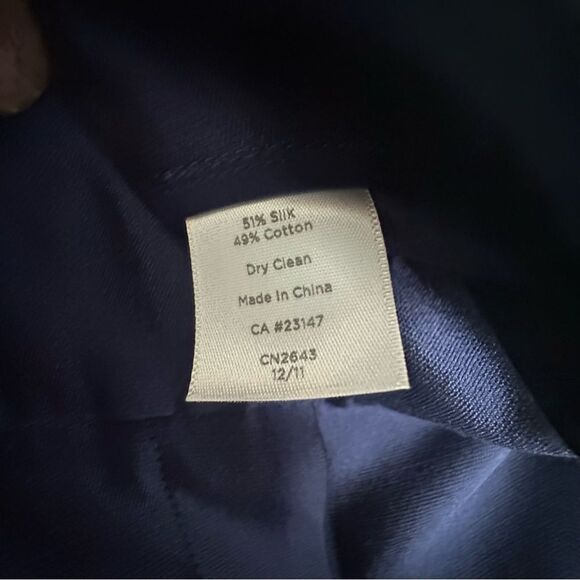 51% Silk
49% Cotton
Dry Clean
Made In China
CA #23147
CN2643
12/11